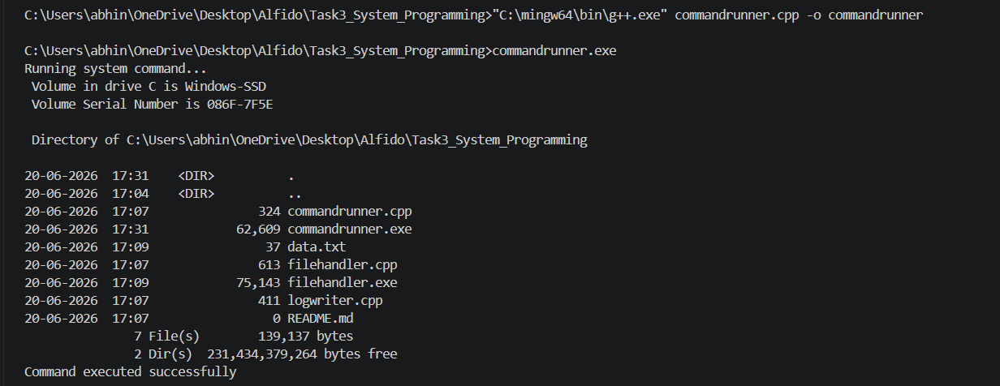 C:\Users\abhin\OneDrive\Desktop\Alfido\Task3_System_Programming>"C:\mingw64\bin\g++.exe" commandrunner.cpp -o commandrunner
C:\Users\abhin\OneDrive\Desktop\Alfido\Task3_System_Programming>commandrunner.exe
Running system command...
 Volume in drive C is Windows-SSD
 Volume Serial Number is 086F-7F5E
 Directory of C:\Users\abhin\OneDrive\Desktop\Alfido\Task3_System_Programming
20-06-2026  17:31    <DIR>          .
20-06-2026  17:04    <DIR>          ..
20-06-2026  17:07               324 commandrunner.cpp
20-06-2026  17:31            62,609 commandrunner.exe
20-06-2026  17:09                37 data.txt
20-06-2026  17:07               613 filehandler.cpp
20-06-2026  17:09            75,143 filehandler.exe
20-06-2026  17:07               411 logwriter.cpp
20-06-2026  17:07                 0 README.md
               7 File(s)        139,137 bytes
               2 Dir(s)  231,434,379,264 bytes free
Command executed successfully